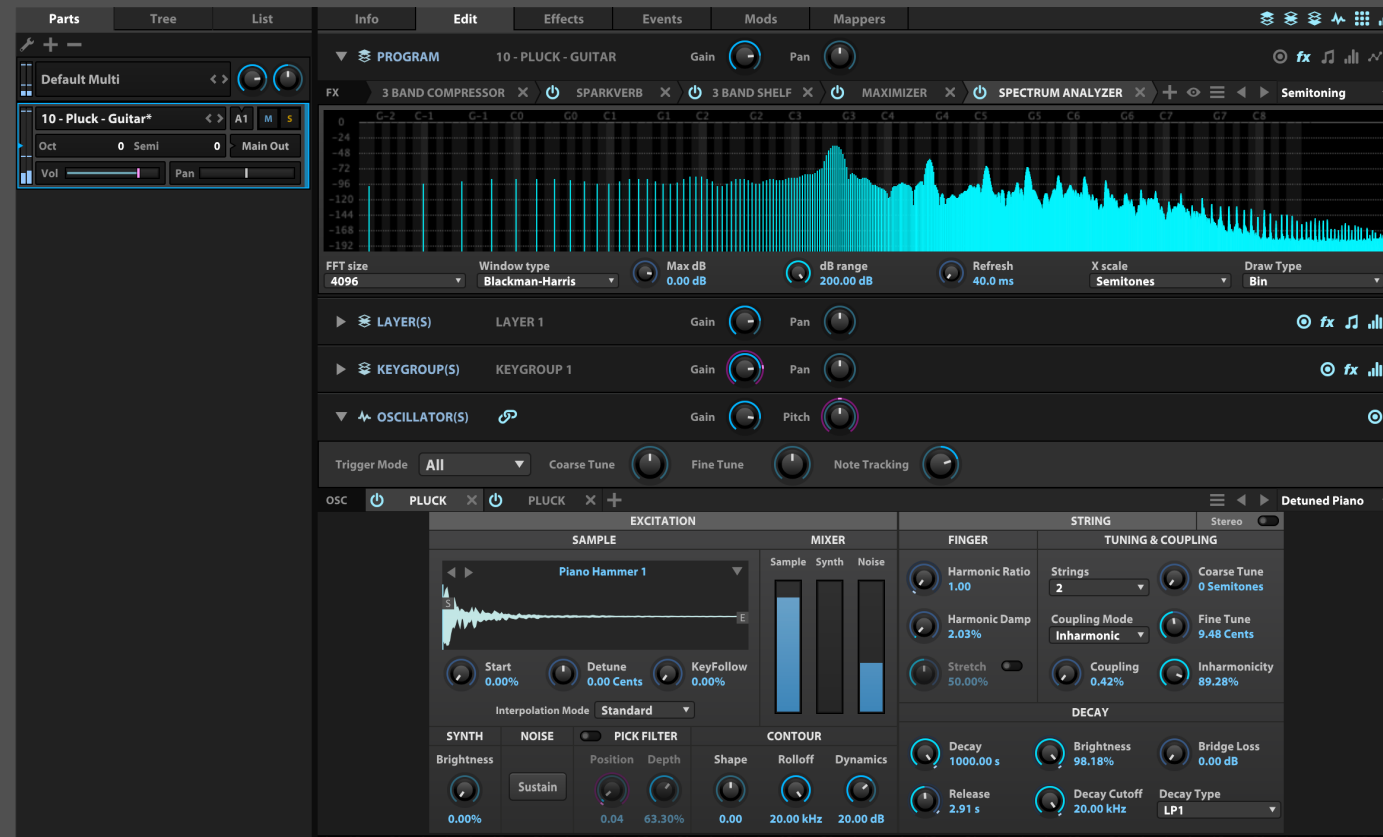 Parts Tree List Info Edit Effects Events Mods Mappers
PROGRAM 10 - PLUCK - GUITAR Gain Pan fx
Default Multi
FX 3 BAND COMPRESSOR SPARKVERB 3 BAND SHELF MAXIMIZER SPECTRUM ANALYZER Semitoning
10 - Pluck - Guitar* A1 M S
Oct 0 Semi 0 Main Out
Vol Pan
G-2 C-1 G-1 C0 G0 C1 G1 C2 G2 C3 G3 C4 G4 C5 G5 C6 G6 C7 G7 C8
0
-24
-48
-72
-96
-120
-144
-168
-192
FFT size Window type Max dB dB range Refresh X scale Draw Type
4096 Blackman-Harris 0.00 dB 200.00 dB 40.0 ms Semitones Bin
LAYER(S) LAYER 1 Gain Pan fx
KEYGROUP(S) KEYGROUP 1 Gain Pan fx
OSCILLATOR(S) Gain Pitch
Trigger Mode All Coarse Tune Fine Tune Note Tracking
OSC PLUCK PLUCK Detuned Piano
EXCITATION STRING Stereo
SAMPLE MIXER FINGER TUNING & COUPLING
Piano Hammer 1
S
E
Sample Synth Noise
Harmonic Ratio
1.00
Strings
2
Coarse Tune
0 Semitones
Harmonic Damp
2.03%
Coupling Mode
Inharmonic
Fine Tune
9.48 Cents
Start
0.00%
Detune
0.00 Cents
KeyFollow
0.00%
Stretch
50.00%
Coupling
0.42%
Inharmonicity
89.28%
Interpolation Mode Standard
DECAY
SYNTH NOISE PICK FILTER CONTOUR
Brightness
0.00%
Sustain
Position
0.04
Depth
63.30%
Shape
0.00
Rolloff
20.00 kHz
Dynamics
20.00 dB
Decay
1000.00 s
Brightness
98.18%
Bridge Loss
0.00 dB
Release
2.91 s
Decay Cutoff
20.00 kHz
Decay Type
LP1